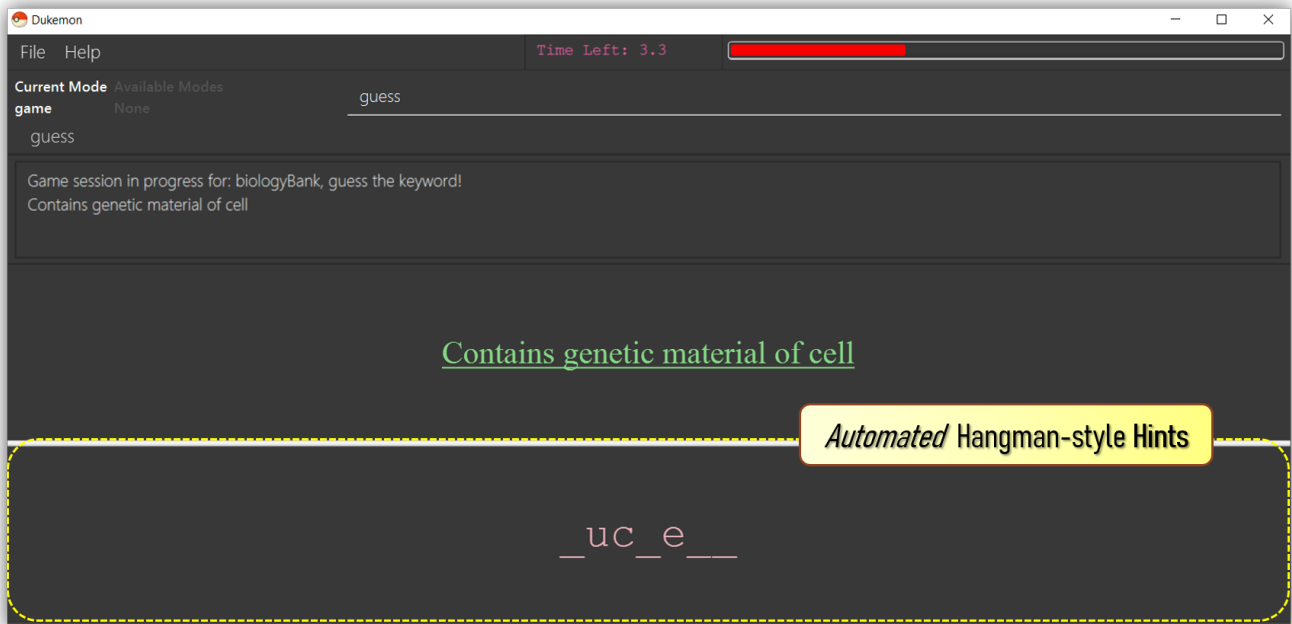 Dukemon
File Help
Time Left: 3.3
Current Mode Available Modes
game None
guess
guess
Game session in progress for: biologyBank, guess the keyword!
Contains genetic material of cell
Contains genetic material of cell
Automated Hangman-style Hints
_uc_e__